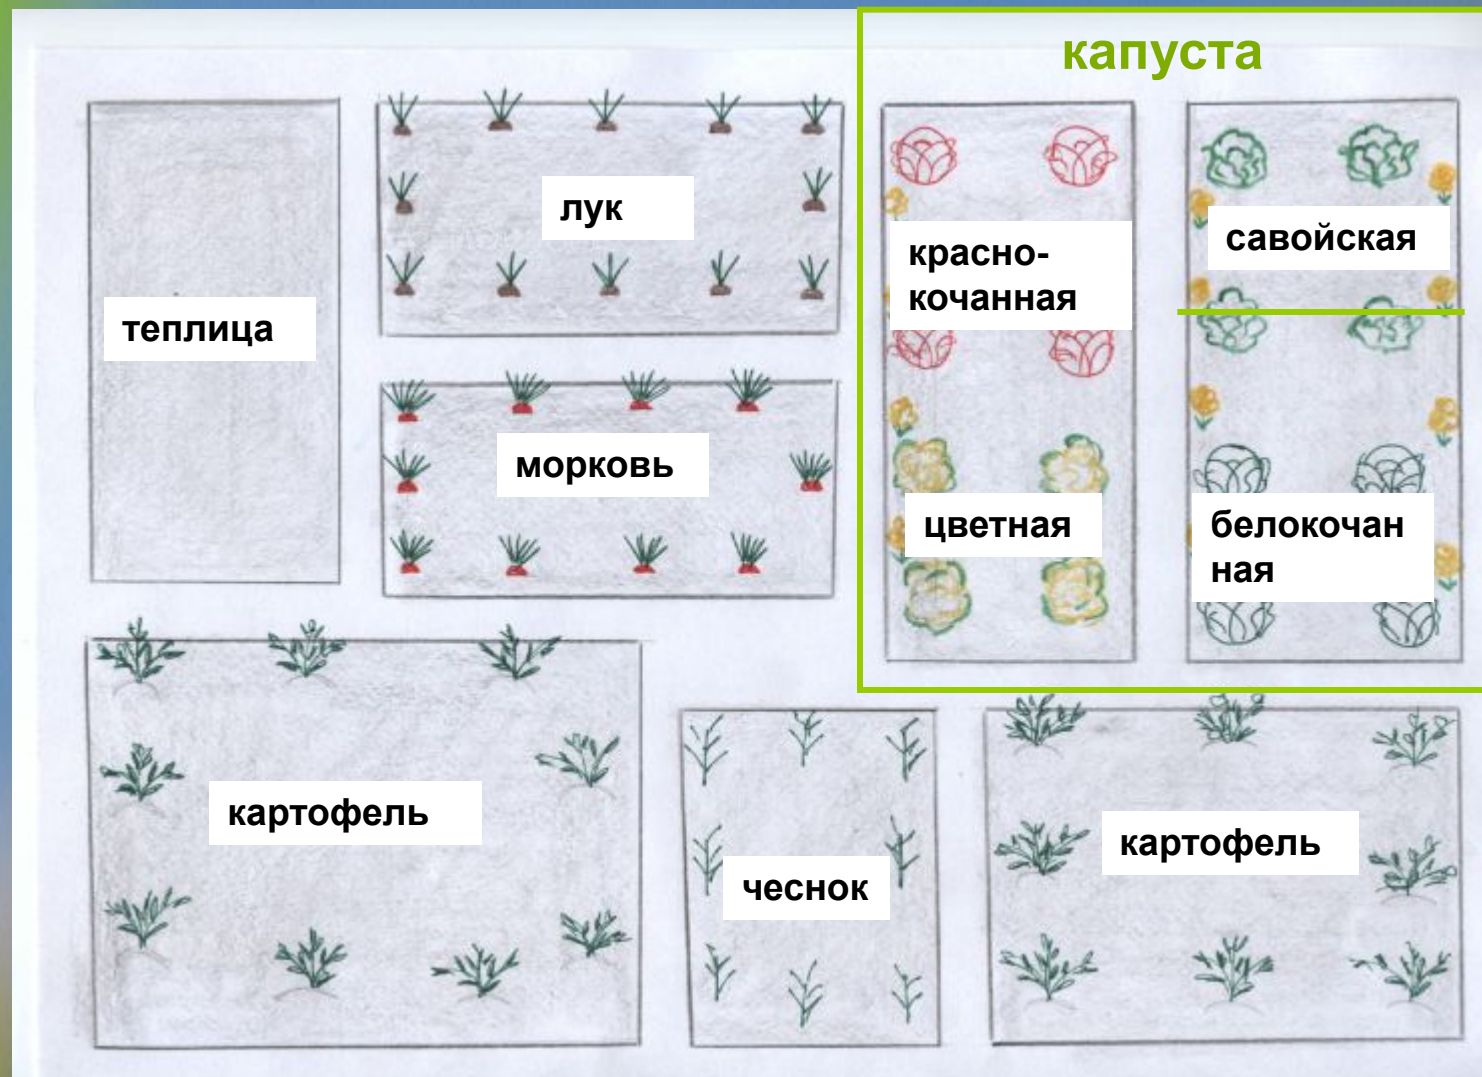 капуста
лук
красно-
кочанная
савойская
теплица
морковь
цветная
белокочан
ная
картофель
чеснок
картофель